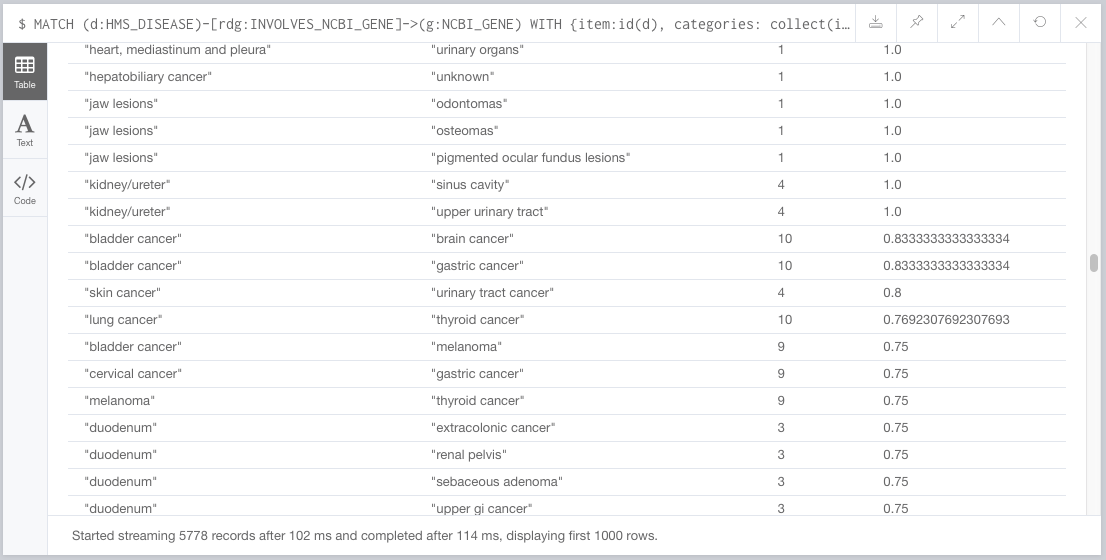 $ MATCH (d:HMS_DISEASE)-[rdg:INVOLVES_NCBI_GENE]->(g:NCBI_GENE) WITH {item:id(d), categories: collect(i…
Table
A
Text
</>
Code
"heart, mediastinum and pleura" "urinary organs" 1 1.0
"hepatobiliary cancer" "unknown" 1 1.0
"jaw lesions" "odontomas" 1 1.0
"jaw lesions" "osteomas" 1 1.0
"jaw lesions" "pigmented ocular fundus lesions" 1 1.0
"kidney/ureter" "sinus cavity" 4 1.0
"kidney/ureter" "upper urinary tract" 4 1.0
"bladder cancer" "brain cancer" 10 0.8333333333333334
"bladder cancer" "gastric cancer" 10 0.8333333333333334
"skin cancer" "urinary tract cancer" 4 0.8
"lung cancer" "thyroid cancer" 10 0.7692307692307693
"bladder cancer" "melanoma" 9 0.75
"cervical cancer" "gastric cancer" 9 0.75
"melanoma" "thyroid cancer" 9 0.75
"duodenum" "extracolonic cancer" 3 0.75
"duodenum" "renal pelvis" 3 0.75
"duodenum" "sebaceous adenoma" 3 0.75
"duodenum" "upper gi cancer" 3 0.75
Started streaming 5778 records after 102 ms and completed after 114 ms, displaying first 1000 rows.